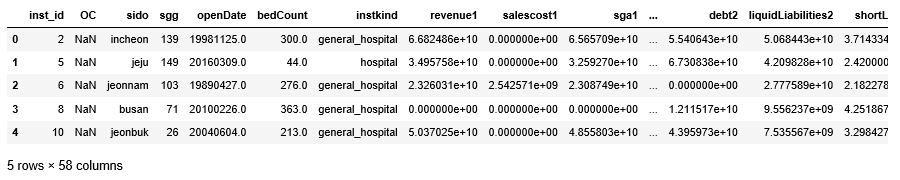 inst_id OC sido sgg openDate bedCount instkind revenue1 salescost1 sga1 ... debt2 liquidLiabilities2 shortL
0 2 NaN incheon 139 19981125.0 300.0 general_hospital 6.682486e+10 0.000000e+00 6.565709e+10 ... 5.540643e+10 5.068443e+10 3.714334
1 5 NaN jeju 149 20160309.0 44.0 hospital 3.495758e+10 0.000000e+00 3.259270e+10 ... 6.730838e+10 4.209828e+10 2.420000
2 6 NaN jeonnam 103 19890427.0 276.0 general_hospital 2.326031e+10 2.542571e+09 2.308749e+10 ... 0.000000e+00 2.777589e+10 2.182278
3 8 NaN busan 71 20100226.0 363.0 general_hospital 0.000000e+00 0.000000e+00 0.000000e+00 ... 1.211517e+10 9.556237e+09 4.251867
4 10 NaN jeonbuk 26 20040604.0 213.0 general_hospital 5.037025e+10 0.000000e+00 4.855803e+10 ... 4.395973e+10 7.535567e+09 3.298427
5 rows × 58 columns